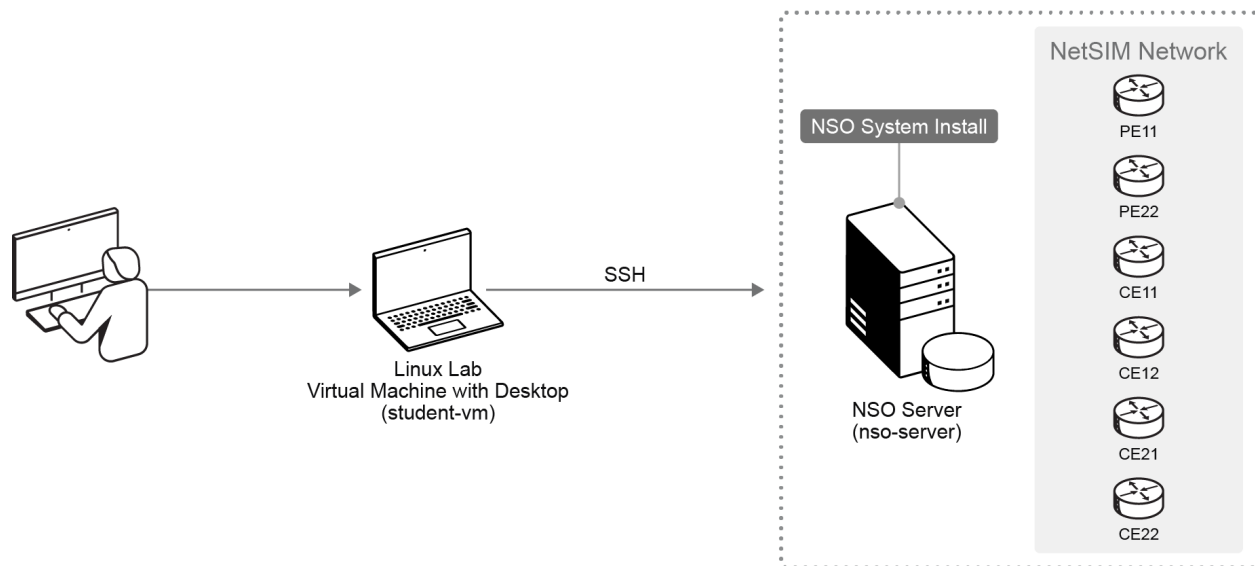 NetSIM Network
NSO System Install
PE11
PE22
SSH
CE11
CE12
Linux Lab
Virtual Machine with Desktop
(student-vm)
NSO Server
(nso-server)
CE21
CE22